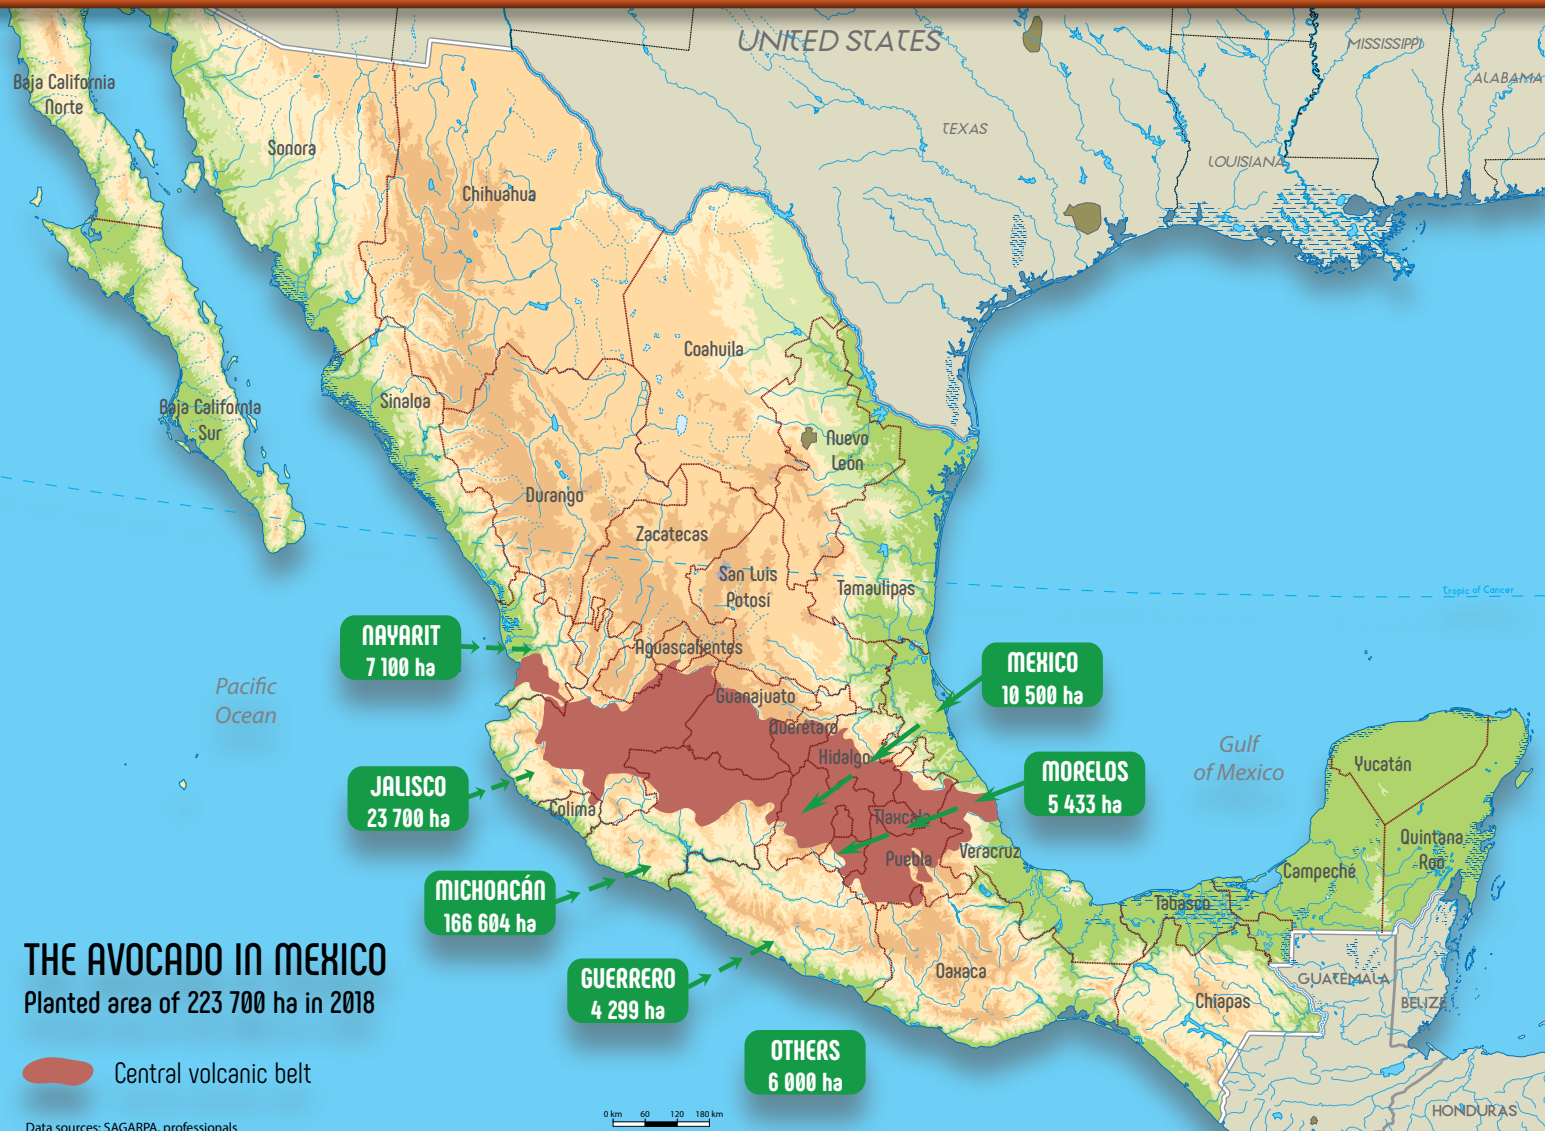 UNITED STATES
MISSISSIPPI
ALABAMA
Baja California
Norte
TEXAS
Sonora
LOUISIANA
Chihuahua
Coahuila
Sinaloa
Baja California
Sur
Nuevo
León
Durango
Zacatecas
San Luis
Potosí
Tamaulipas
Tropic of Cancer
NAYARIT
7 100 ha
Aguascalientes
MEXICO
10 500 ha
Pacific
Ocean
Guanajuato
Querétaro
Hidalgo
Gulf
of Mexico
Yucatán
MORELOS
5 433 ha
JALISCO
23 700 ha
Colima
Tlaxcala
Puebla
Veracruz
Quintana
Roo
Campeché
MICHOACÁN
166 604 ha
Tabasco
THE AVOCADO IN MEXICO
Planted area of 223 700 ha in 2018
GUERRERO
4 299 ha
Oaxaca
GUATEMALA
Chiapas
BELIZE
OTHERS
6 000 ha
Central volcanic belt
0 km 60 120 180 km
HONDURAS
Data sources: SAGARPA, professionals